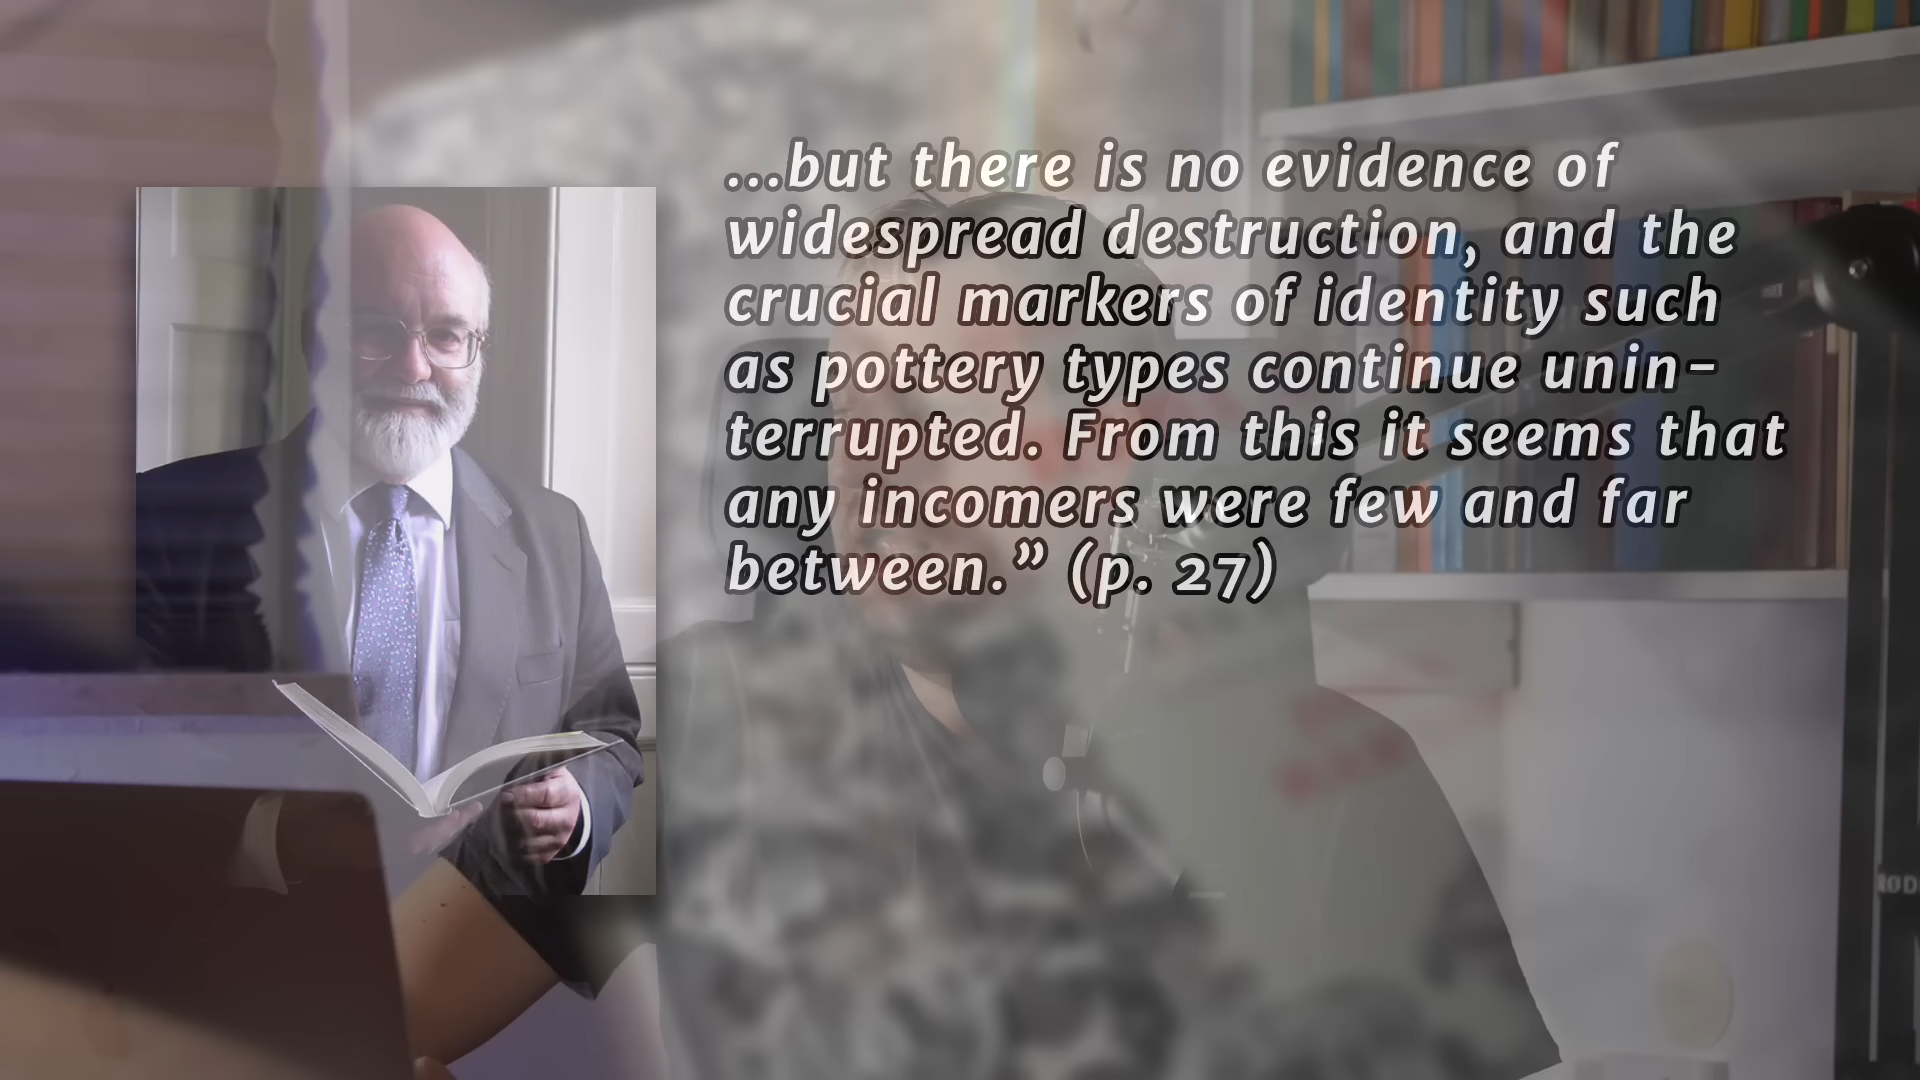 ...but there is no evidence of
widespread destruction, and the
crucial markers of identity such
as pottery types continue unin-
terrupted. From this it seems that
any incomers were few and far
between.” (p. 27)
RØD